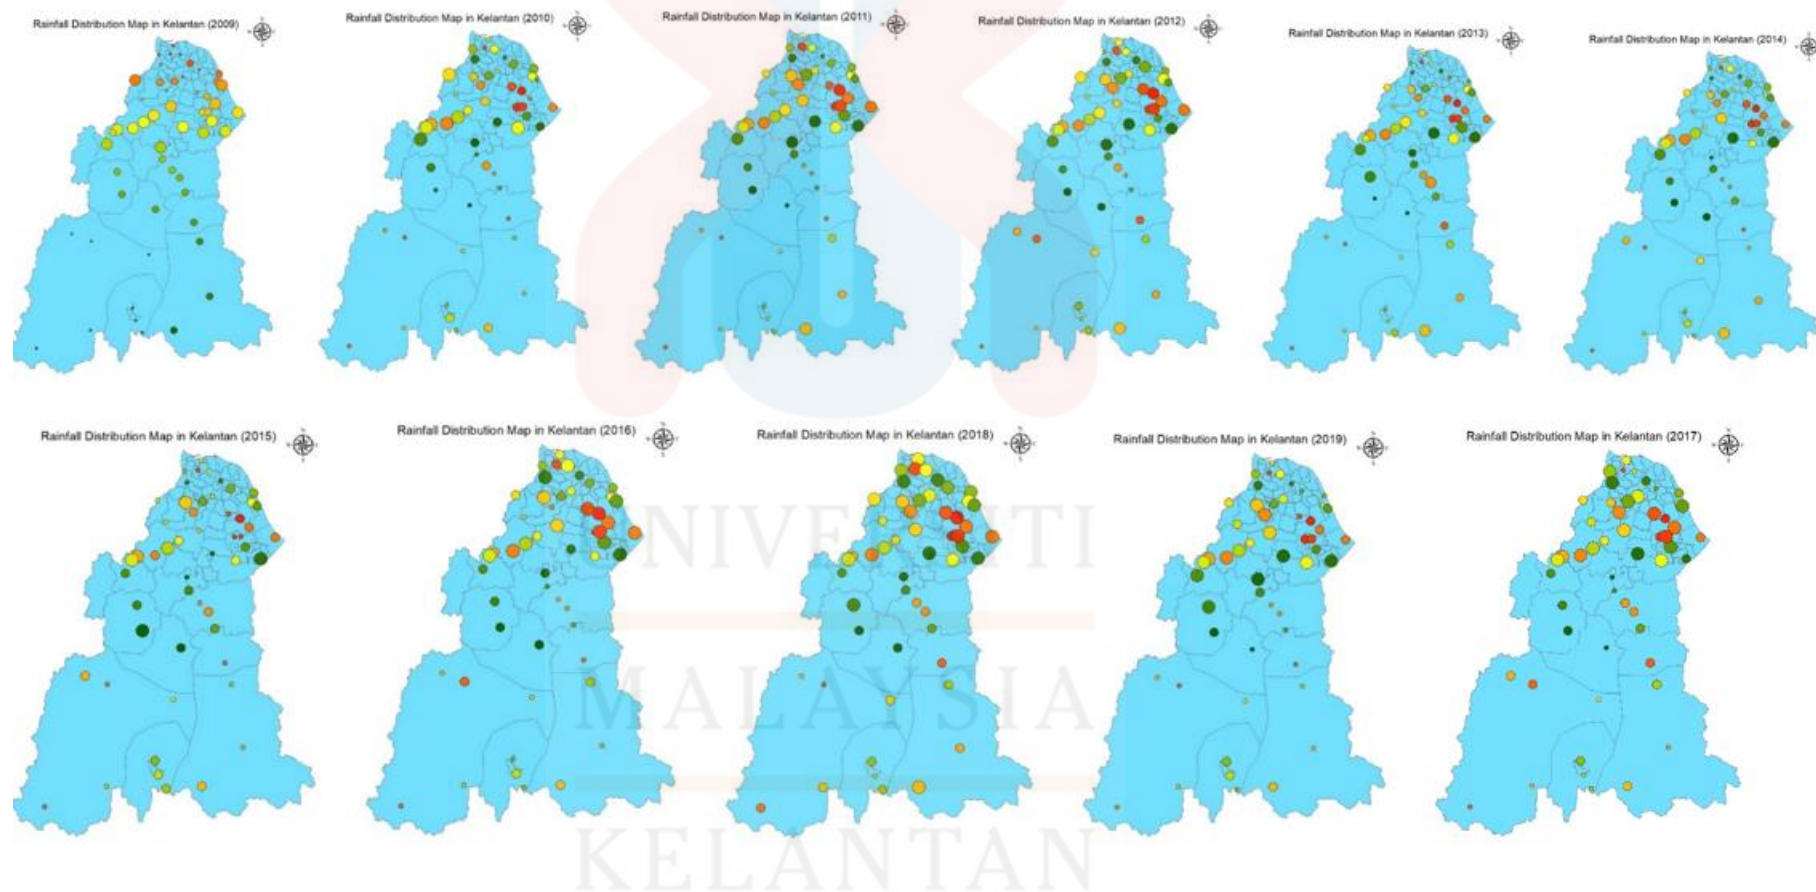 Rainfall Distribution Map in Kelantan (2009)
Rainfall Distribution Map in Kelantan (2010)
Rainfall Distribution Map in Kelantan (2011)
Rainfall Distribution Map in Kelantan (2012)
Rainfall Distribution Map in Kelantan (2013)
Rainfall Distribution Map in Kelantan (2014)
Rainfall Distribution Map in Kelantan (2015)
Rainfall Distribution Map in Kelantan (2016)
Rainfall Distribution Map in Kelantan (2018)
Rainfall Distribution Map in Kelantan (2019)
Rainfall Distribution Map in Kelantan (2017)
UNIVERSITI
MALAYSIA
KELANTAN